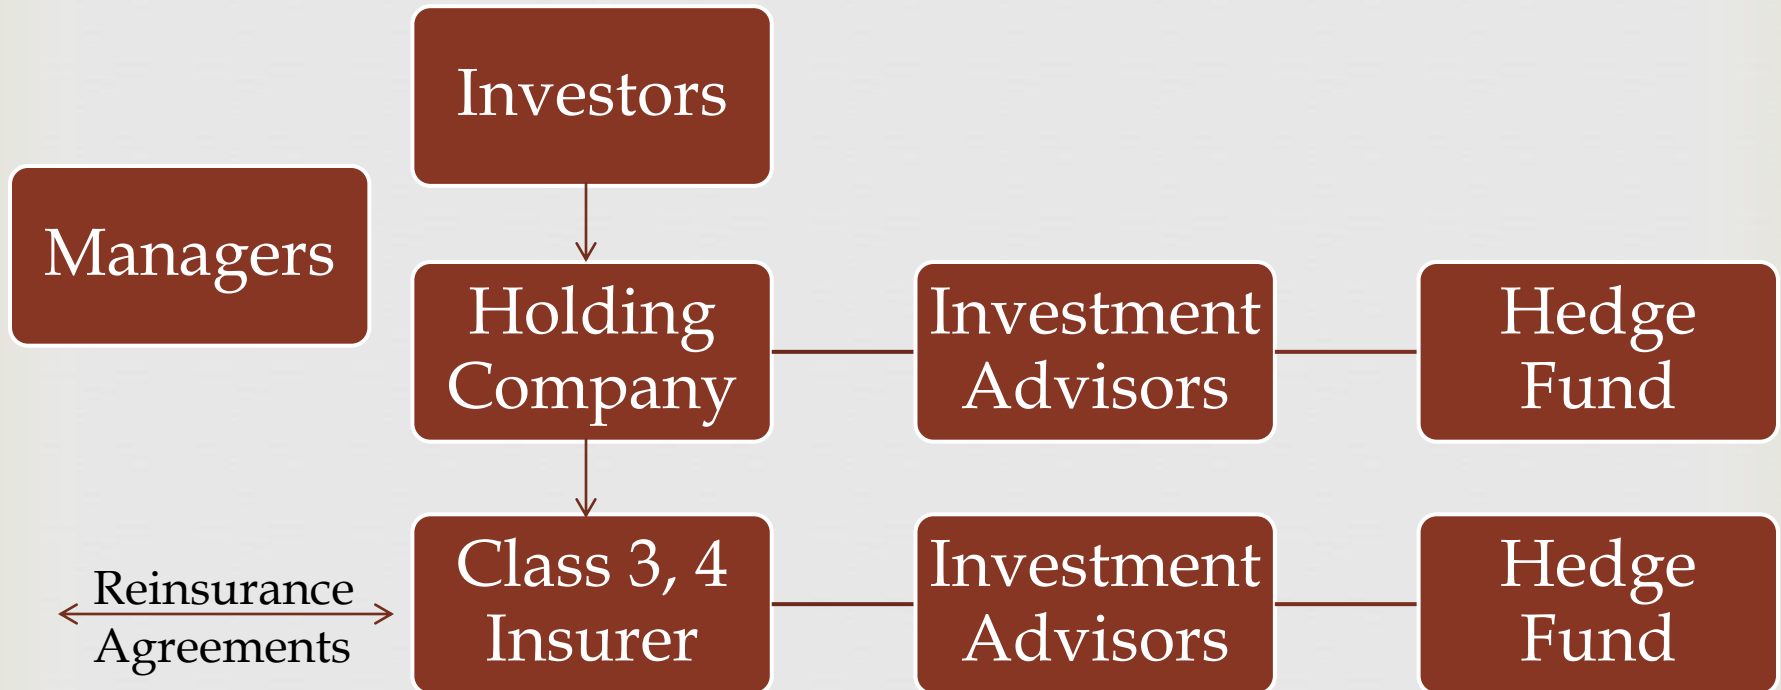 Investors
Managers
Holding
Company
Investment
Advisors
Hedge
Fund
Reinsurance
Agreements
Class 3, 4
Insurer
Investment
Advisors
Hedge
Fund